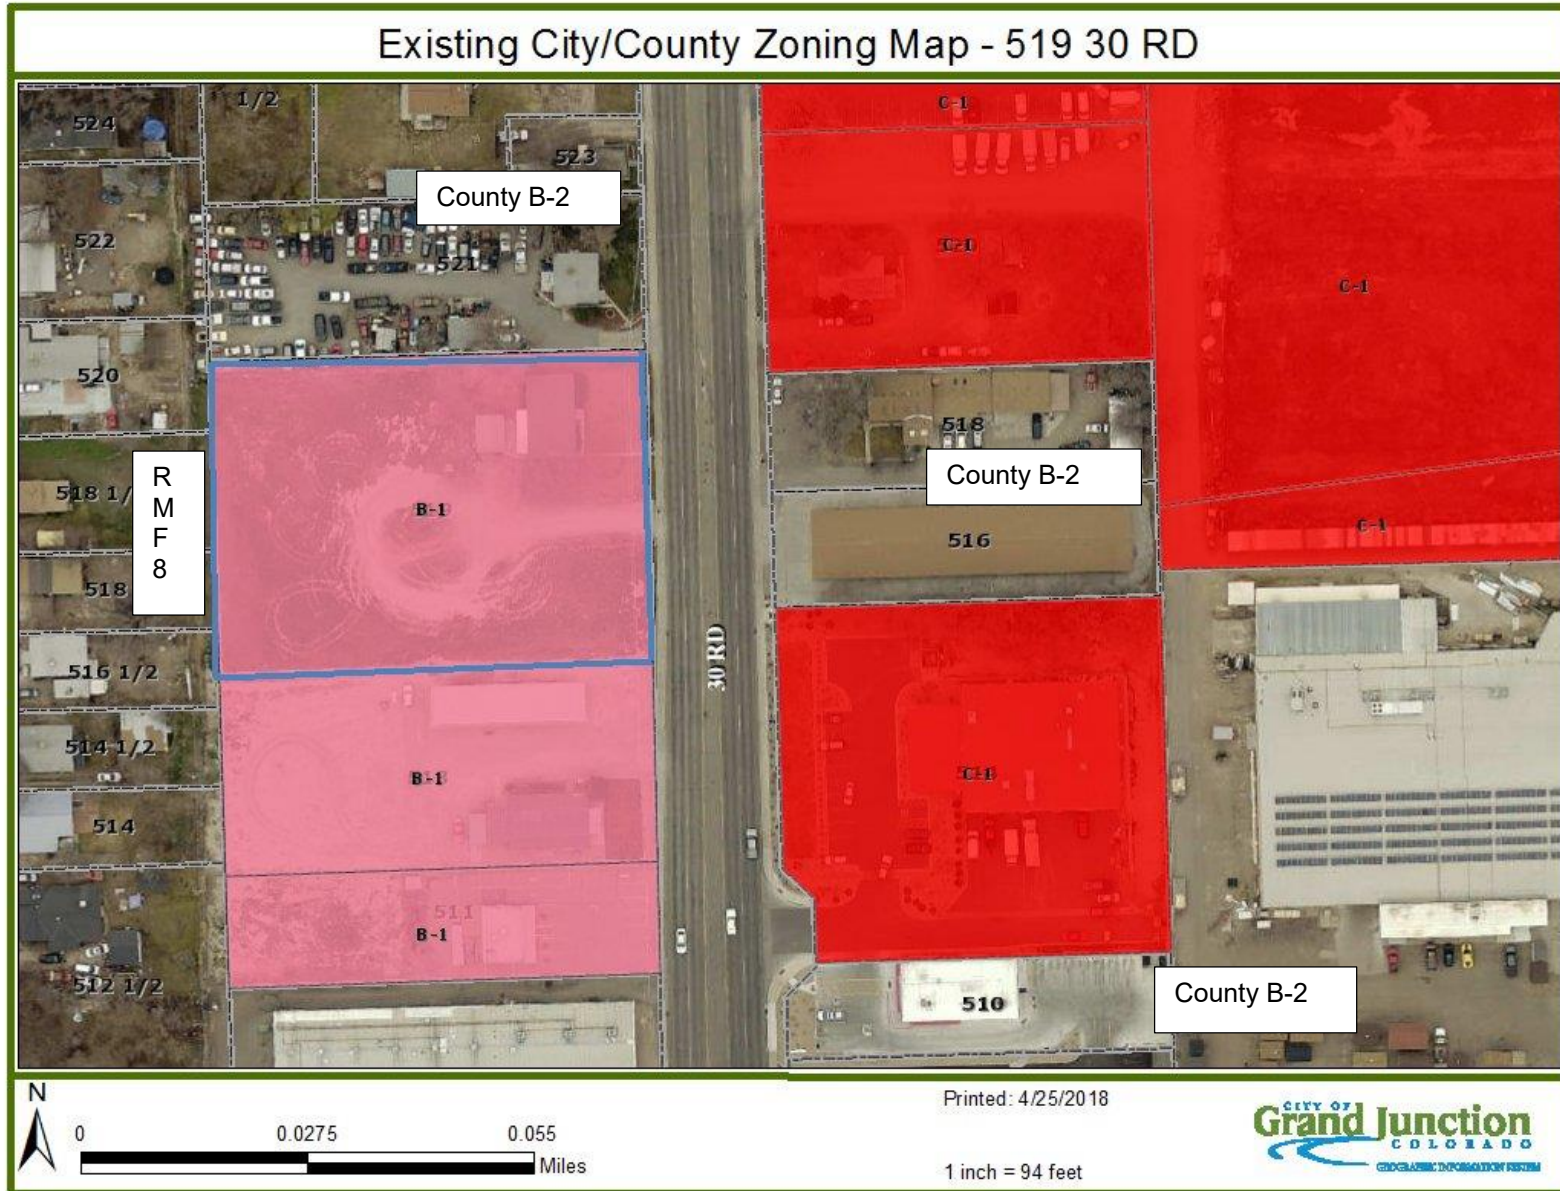 Existing City/County Zoning Map - 519 30 RD
1/2
C-1
524
523
County B-2
522
521
C-1
C-1
520
518
518 1/
R
M
F
8
County B-2
B-1
C-1
516
518
30 RD
516 1/2
514 1/2
B-1
C-1
514
511
B-1
512 1/2
510
County B-2
N
0
0.0275
0.055
Miles
Printed: 4/25/2018
1 inch = 94 feet
CITY OF
Grand Junction
COLORADO
GEOGRAPHIC INFORMATION SYSTEM